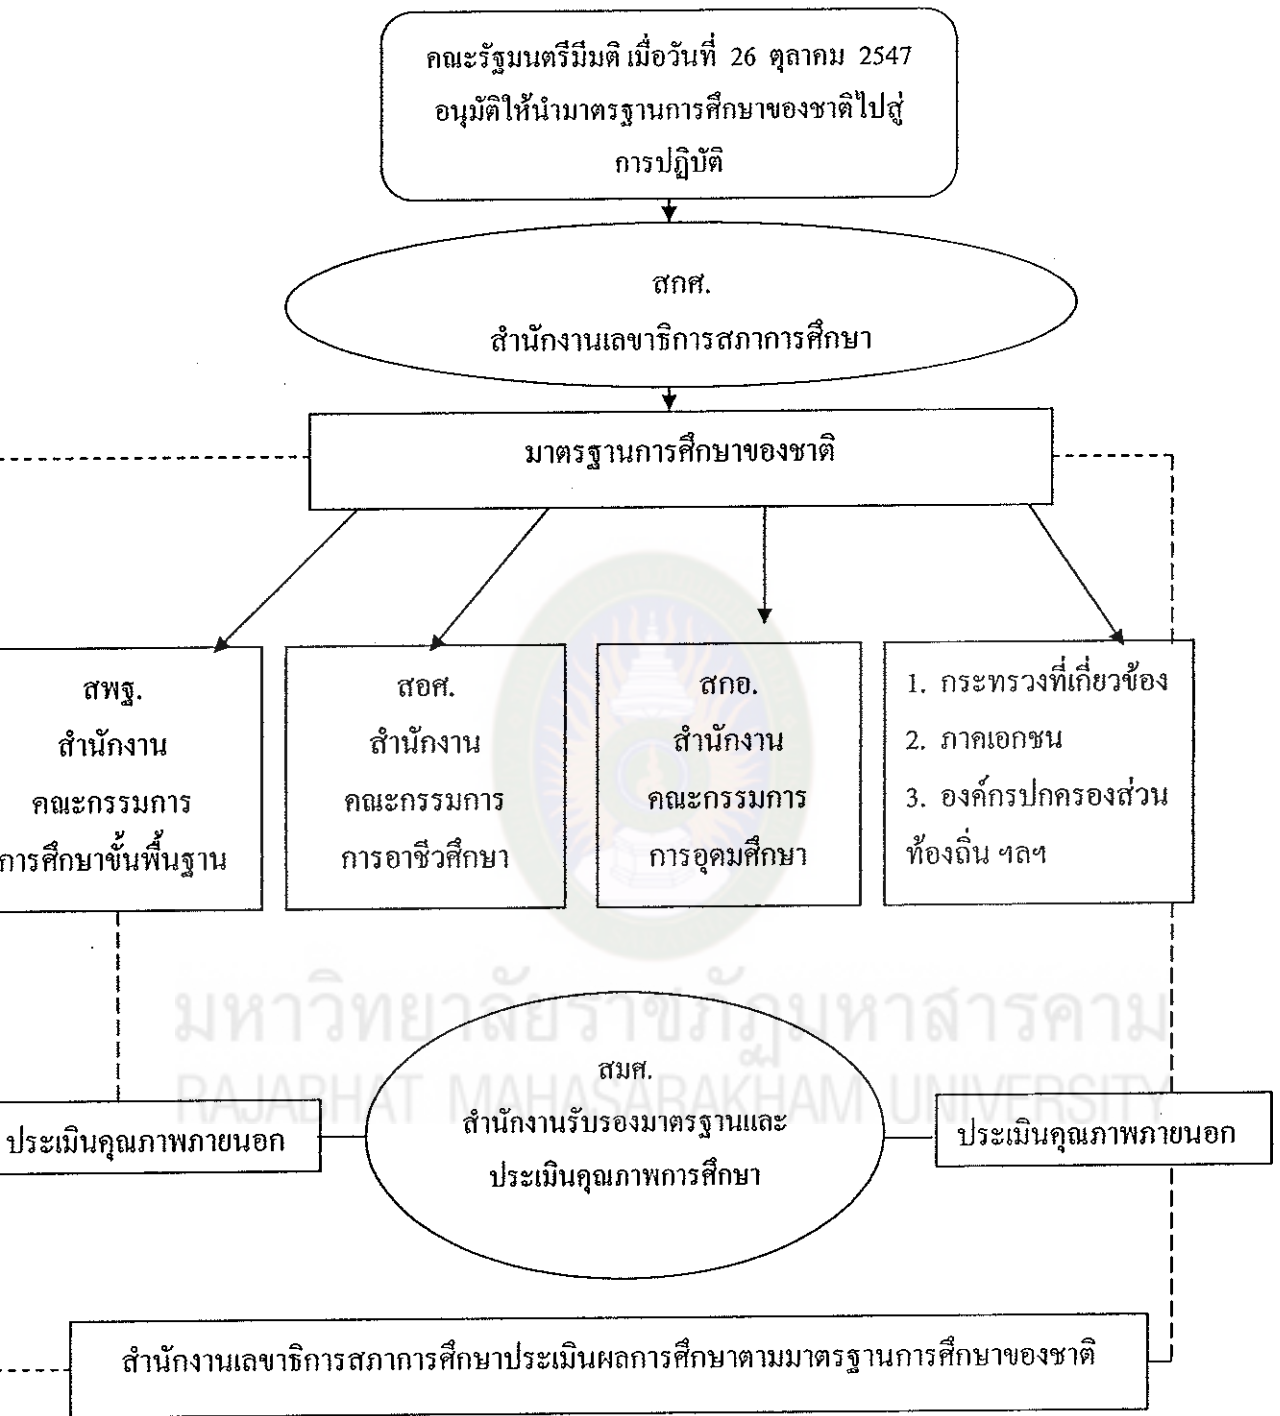 คณะรัฐมนตรีมีมติ เมื่อวันที่ 26 ตุลาคม 2547
อนุมัติให้นำมาตรฐานการศึกษาของชาติไปสู่
การปฏิบัติ
สกศ.
สำนักงานเลขาธิการสภาการศึกษา
มาตรฐานการศึกษาของชาติ
สพฐ.
สำนักงาน
คณะกรรมการ
การศึกษาขั้นพื้นฐาน
สอศ.
สำนักงาน
คณะกรรมการ
การอาชีวศึกษา
สกอ.
สำนักงาน
คณะกรรมการ
การอุดมศึกษา
1. กระทรวงที่เกี่ยวข้อง
2. ภาคเอกชน
3. องค์กรปกครองส่วน
ท้องถิ่น ฯลฯ
มหาวิทยาลัยราชภัฏมหาสารคาม
RAJABHAT MAHASARAKHAM UNIVERSITY
สมศ.
สำนักงานรับรองมาตรฐานและ
ประเมินคุณภาพการศึกษา
ประเมินคุณภาพภายนอก
ประเมินคุณภาพภายนอก
สำนักงานเลขาธิการสภาการศึกษาประเมินผลการศึกษาตามมาตรฐานการศึกษาของชาติ